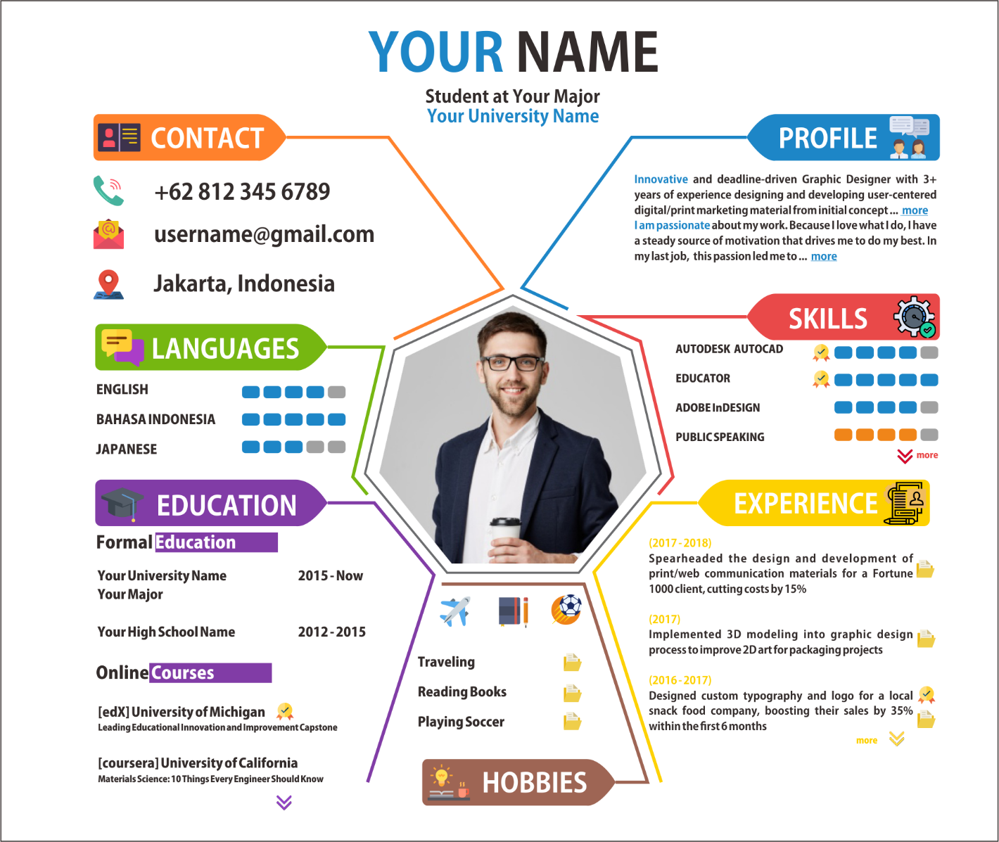 YOUR NAME
Student at Your Major
Your University Name
CONTACT
+62 812 345 6789
username@gmail.com
Jakarta, Indonesia
LANGUAGES
ENGLISH
BAHASA INDONESIA
JAPANESE
EDUCATION
Formal Education
Your University Name 2015 - Now
Your Major
Your High School Name 2012 - 2015
Online Courses
[edX] University of Michigan
Leading Educational Innovation and Improvement Capstone
[coursera] University of California
Materials Science: 10 Things Every Engineer Should Know
Traveling
Reading Books
Playing Soccer
HOBBIES
PROFILE
Innovative and deadline-driven Graphic Designer with 3+
years of experience designing and developing user-centered
digital/print marketing material from initial concept ... more
I am passionate about my work. Because I love what I do, I have
a steady source of motivation that drives me to do my best. In
my last job, this passion led me to ... more
SKILLS
AUTODESK AUTOCAD
EDUCATOR
ADOBE InDESIGN
PUBLIC SPEAKING
more
EXPERIENCE
(2017 - 2018)
Spearheaded the design and development of
print/web communication materials for a Fortune
1000 client, cutting costs by 15%
(2017)
Implemented 3D modeling into graphic design
process to improve 2D art for packaging projects
(2016 - 2017)
Designed custom typography and logo for a local
snack food company, boosting their sales by 35%
within the first 6 months
more